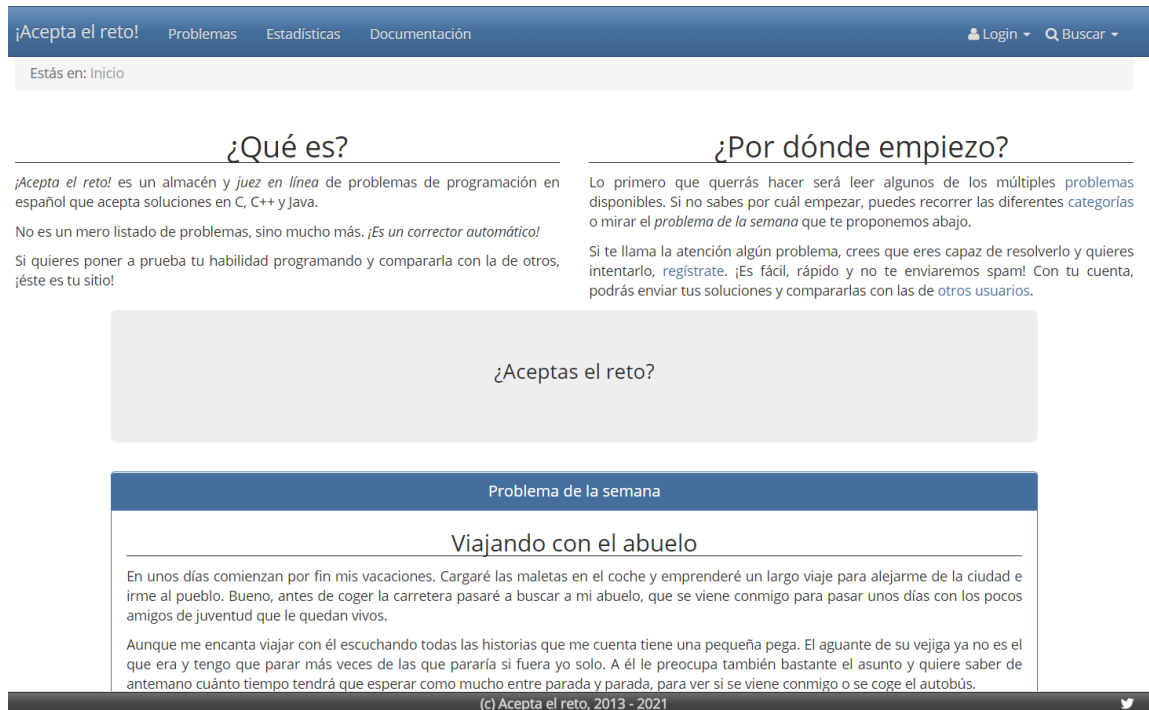 ¡Acepta el reto! Problemas Estadísticas Documentación Login Buscar
Estás en: Inicio
¿Qué es?
¡Acepta el reto! es un almacén y juez en línea de problemas de programación en
español que acepta soluciones en C, C++ y Java.
No es un mero listado de problemas, sino mucho más. ¡Es un corrector automático!
Si quieres poner a prueba tu habilidad programando y compararla con la de otros,
¡éste es tu sitio!
¿Por dónde empiezo?
Lo primero que querrás hacer será leer algunos de los múltiples problemas
disponibles. Si no sabes por cuál empezar, puedes recorrer las diferentes categorías
o mirar el problema de la semana que te proponemos abajo.
Si te llama la atención algún problema, crees que eres capaz de resolverlo y quieres
intentarlo, regístrate. ¡Es fácil, rápido y no te enviaremos spam! Con tu cuenta,
podrás enviar tus soluciones y compararlas con las de otros usuarios.
¿Aceptas el reto?
Problema de la semana
Viajando con el abuelo
En unos días comienzan por fin mis vacaciones. Cargaré las maletas en el coche y emprenderé un largo viaje para alejarme de la ciudad e
irme al pueblo. Bueno, antes de coger la carretera pasaré a buscar a mi abuelo, que se viene conmigo para pasar unos días con los pocos
amigos de juventud que le quedan vivos.
Aunque me encanta viajar con él escuchando todas las historias que me cuenta tiene una pequeña pega. El aguante de su vejiga ya no es el
que era y tengo que parar más veces de las que pararía si fuera yo solo. A él le preocupa también bastante el asunto y quiere saber de
antemano cuánto tiempo tendrá que esperar como mucho entre parada y parada, para ver si se viene conmigo o se coge el autobús.
(c) Acepta el reto, 2013 - 2021